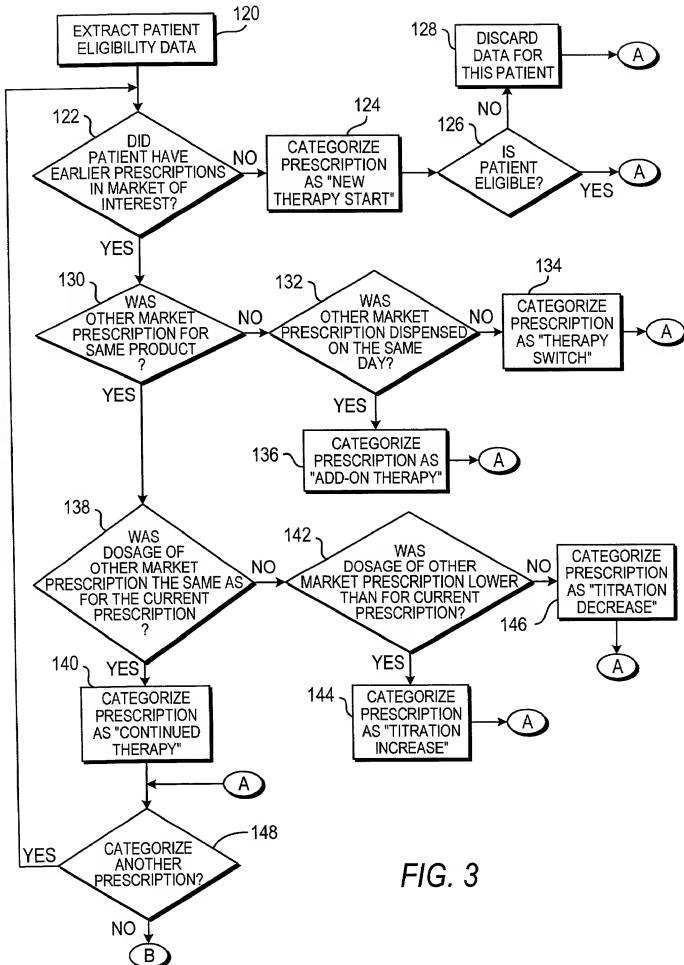 120
EXTRACT PATIENT
ELIGIBILITY DATA
128
DISCARD
DATA FOR
THIS PATIENT
A
122
DID
PATIENT HAVE
EARLIER PRESCRIPTIONS
IN MARKET OF
INTEREST?
NO
124
CATEGORIZE
PRESCRIPTION
AS "NEW
THERAPY START"
NO
126
IS
PATIENT
ELIGIBLE?
YES
A
YES
130
WAS
OTHER MARKET
PRESCRIPTION FOR
SAME PRODUCT
?
NO
132
WAS
OTHER MARKET
PRESCRIPTION DISPENSED
ON THE SAME
DAY?
NO
134
CATEGORIZE
PRESCRIPTION
AS "THERAPY
SWITCH"
A
YES
YES
136
CATEGORIZE
PRESCRIPTION AS
"ADD-ON THERAPY"
A
138
WAS
DOSAGE OF
OTHER MARKET
PRESCRIPTION THE SAME AS
FOR THE CURRENT
PRESCRIPTION
?
NO
142
WAS
DOSAGE OF OTHER
MARKET PRESCRIPTION LOWER
THAN FOR CURRENT
PRESCRIPTION?
NO
CATEGORIZE
PRESCRIPTION
AS "TITRATION
DECREASE"
146
A
YES
140
CATEGORIZE
PRESCRIPTION
AS "CONTINUED
THERAPY"
YES
144
CATEGORIZE
PRESCRIPTION
AS "TITRATION
INCREASE"
A
A
148
CATEGORIZE
ANOTHER
PRESCRIPTION?
YES
NO
B
FIG. 3